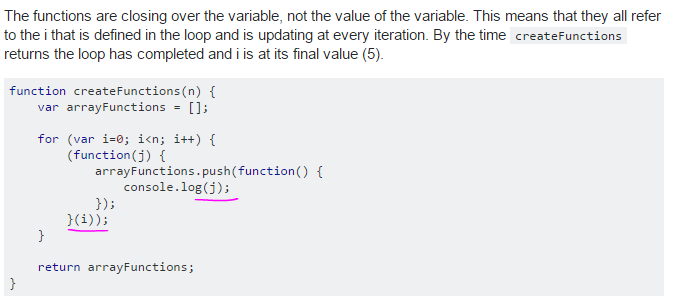 The functions are closing over the variable, not the value of the variable. This means that they all refer
to the i that is defined in the loop and is updating at every iteration. By the time createFunctions
returns the loop has completed and i is at its final value (5).
function createFunctions(n) {
    var arrayFunctions = [];
    for (var i=0; i<n; i++) {
        (function(j) {
            arrayFunctions.push(function() {
                console.log(j);
            });
        }(i));
    }
    return arrayFunctions;
}